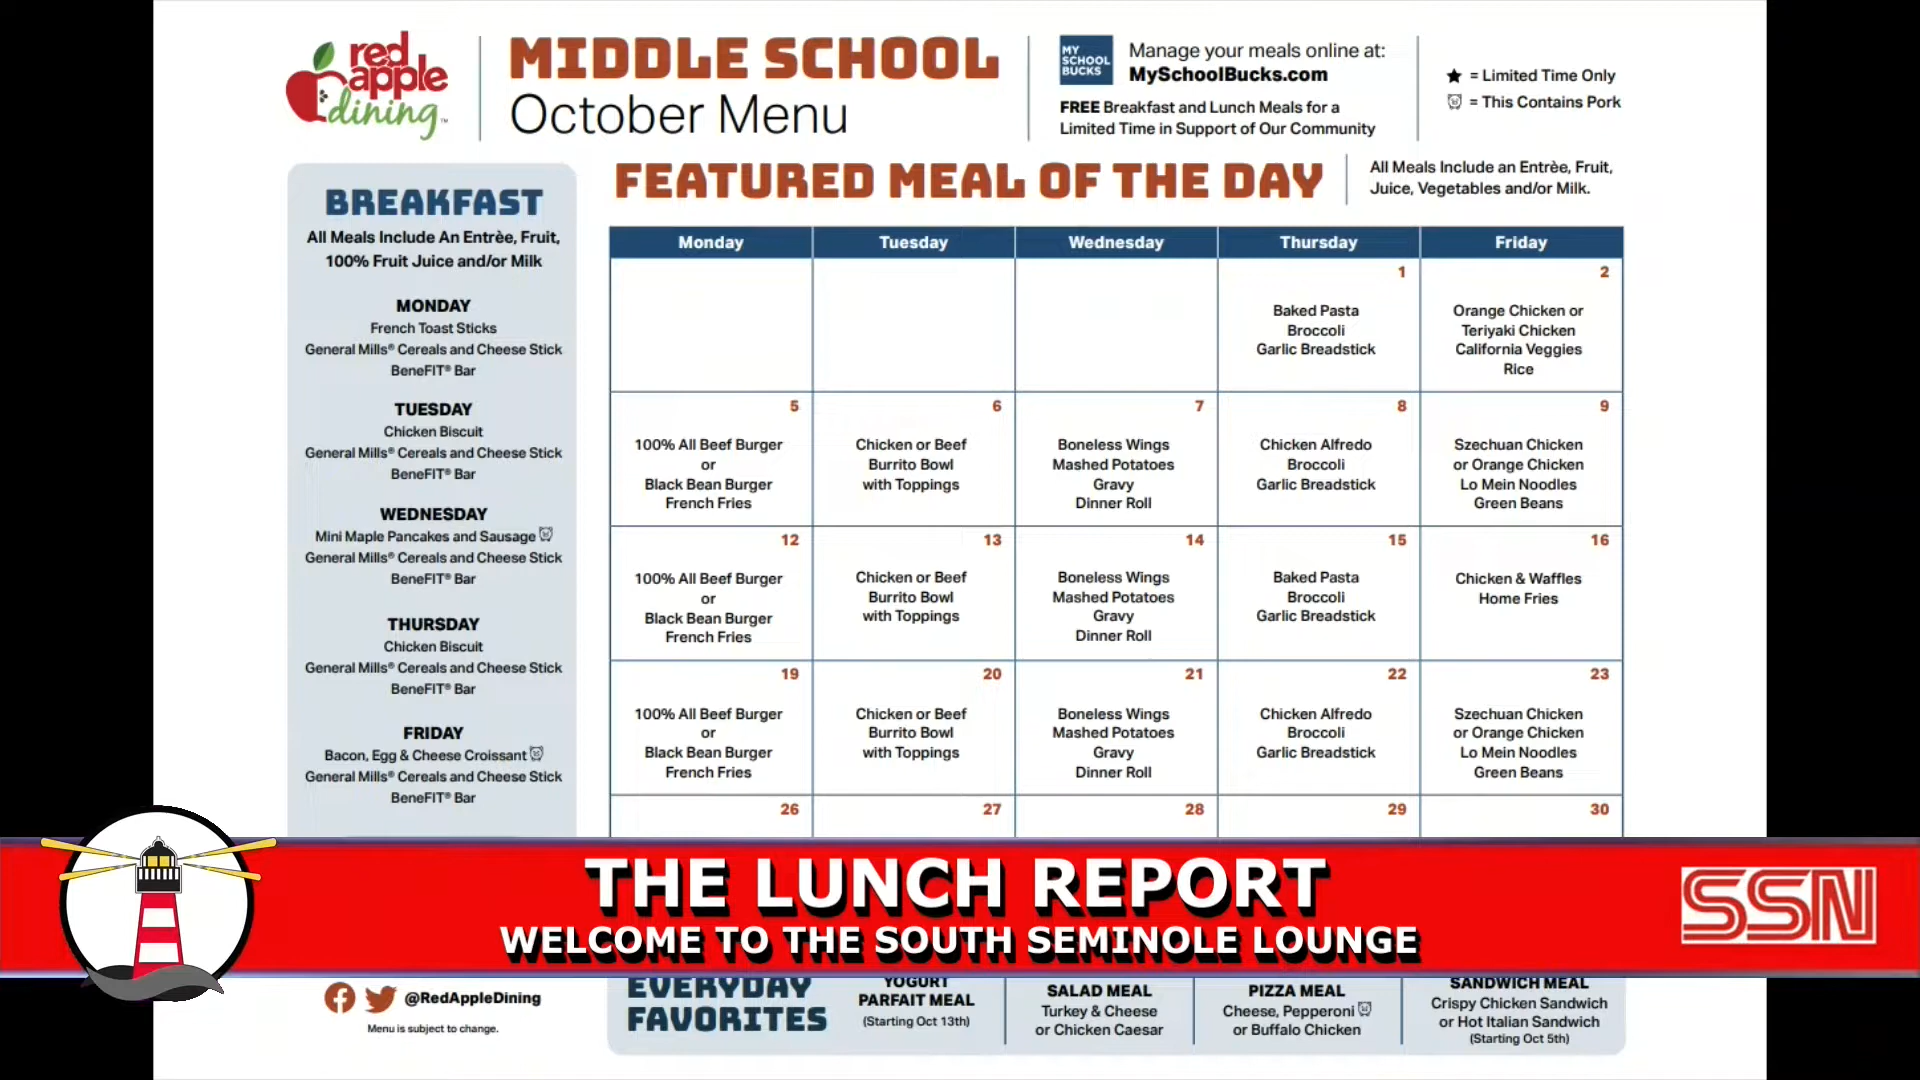 red
apple
dining™
MIDDLE SCHOOL
October Menu
MY
SCHOOL
BUCKS
Manage your meals online at:
MySchoolBucks.com
FREE Breakfast and Lunch Meals for a
Limited Time in Support of Our Community
★ = Limited Time Only
= This Contains Pork
BREAKFAST
All Meals Include An Entrèe, Fruit,
100% Fruit Juice and/or Milk
MONDAY
French Toast Sticks
General Mills® Cereals and Cheese Stick
BeneFIT® Bar
TUESDAY
Chicken Biscuit
General Mills® Cereals and Cheese Stick
BeneFIT® Bar
WEDNESDAY
Mini Maple Pancakes and Sausage
General Mills® Cereals and Cheese Stick
BeneFIT® Bar
THURSDAY
Chicken Biscuit
General Mills® Cereals and Cheese Stick
BeneFIT® Bar
FRIDAY
Bacon, Egg & Cheese Croissant
General Mills® Cereals and Cheese Stick
BeneFIT® Bar
FEATURED MEAL OF THE DAY
All Meals Include an Entrèe, Fruit,
Juice, Vegetables and/or Milk.
Monday Tuesday Wednesday Thursday Friday
1
Baked Pasta
Broccoli
Garlic Breadstick
2
Orange Chicken or
Teriyaki Chicken
California Veggies
Rice
5
100% All Beef Burger
or
Black Bean Burger
French Fries
6
Chicken or Beef
Burrito Bowl
with Toppings
7
Boneless Wings
Mashed Potatoes
Gravy
Dinner Roll
8
Chicken Alfredo
Broccoli
Garlic Breadstick
9
Szechuan Chicken
or Orange Chicken
Lo Mein Noodles
Green Beans
12
100% All Beef Burger
or
Black Bean Burger
French Fries
13
Chicken or Beef
Burrito Bowl
with Toppings
14
Boneless Wings
Mashed Potatoes
Gravy
Dinner Roll
15
Baked Pasta
Broccoli
Garlic Breadstick
16
Chicken & Waffles
Home Fries
19
100% All Beef Burger
or
Black Bean Burger
French Fries
20
Chicken or Beef
Burrito Bowl
with Toppings
21
Boneless Wings
Mashed Potatoes
Gravy
Dinner Roll
22
Chicken Alfredo
Broccoli
Garlic Breadstick
23
Szechuan Chicken
or Orange Chicken
Lo Mein Noodles
Green Beans
26 27 28 29 30
THE LUNCH REPORT
WELCOME TO THE SOUTH SEMINOLE LOUNGE
SSN
@RedAppleDining
Menu is subject to change.
EVERYDAY
FAVORITES
YOGURT
PARFAIT MEAL
(Starting Oct 13th)
SALAD MEAL
Turkey & Cheese
or Chicken Caesar
PIZZA MEAL
Cheese, Pepperoni
or Buffalo Chicken
SANDWICH MEAL
Crispy Chicken Sandwich
or Hot Italian Sandwich
(Starting Oct 5th)